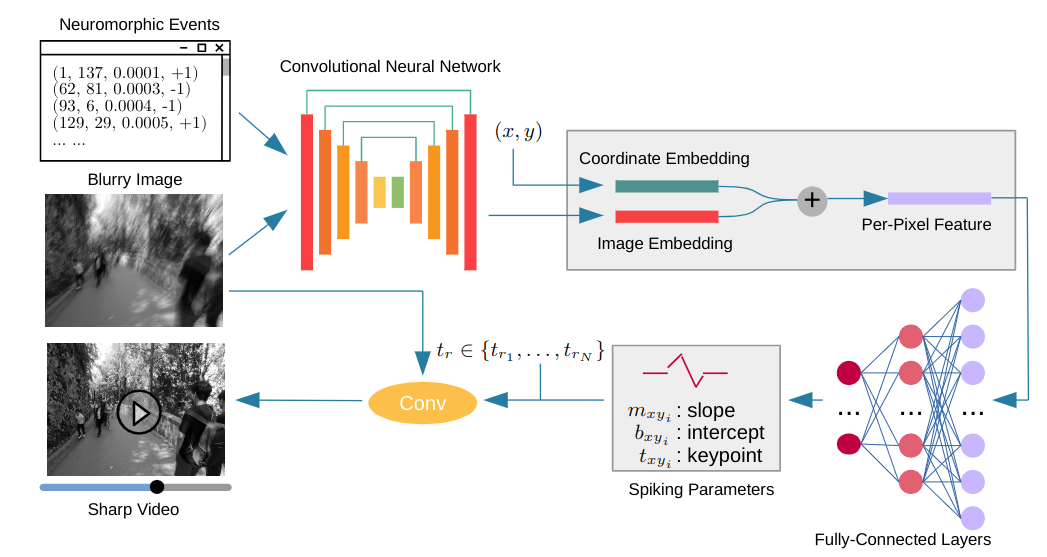 Neuromorphic Events
(1, 137, 0.0001, +1)
(62, 81, 0.0003, -1)
(93, 6, 0.0004, -1)
(129, 29, 0.0005, +1)
... ...
Blurry Image
Convolutional Neural Network
(x, y)
Coordinate Embedding
Image Embedding
+
Per-Pixel Feature
t_r ∈ {t_{r_1}, ..., t_{r_N}}
Conv
m_{xy_i} : slope
b_{xy_i} : intercept
t_{xy_i} : keypoint
Spiking Parameters
... ... ...
Fully-Connected Layers
Sharp Video